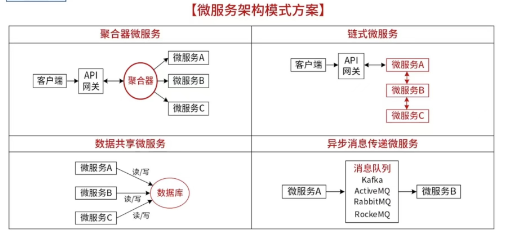 【微服务架构模式方案】
聚合器微服务
客户端
API
网关
聚合器
微服务A
微服务B
微服务C
链式微服务
客户端
API
网关
微服务A
微服务B
微服务C
数据共享微服务
微服务A
微服务B
微服务C
读/写
读/写
读/写
数据库
异步消息传递微服务
微服务A
消息队列
Kafka
ActiveMQ
RabbitMQ
RockeMQ
微服务B